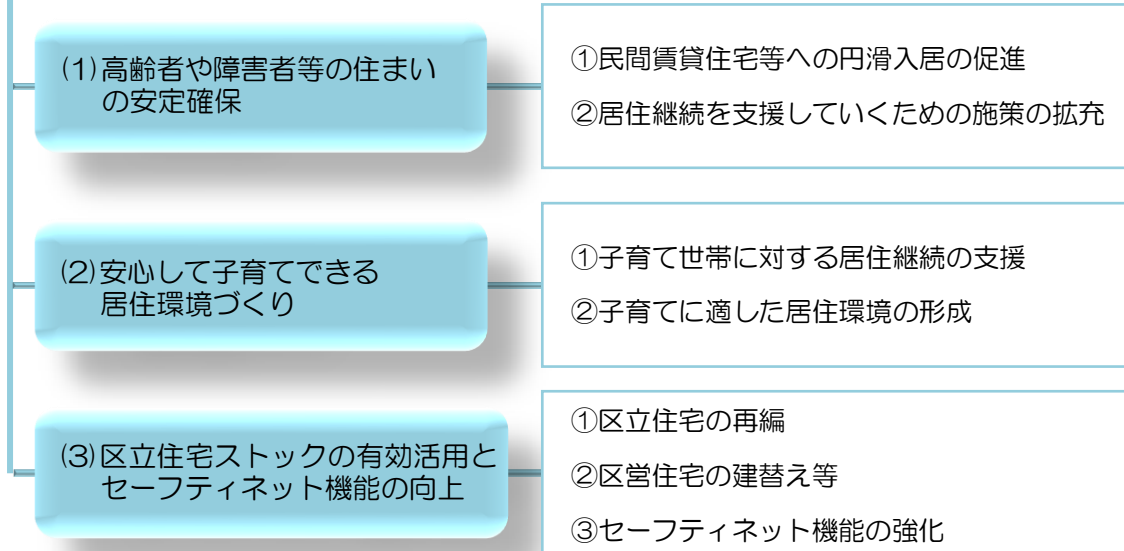 (1)高齢者や障害者等の住まい
の安定確保
①民間賃貸住宅等への円滑入居の促進
②居住継続を支援していくための施策の拡充
(2)安心して子育てできる
居住環境づくり
①子育て世帯に対する居住継続の支援
②子育てに適した居住環境の形成
(3)区立住宅ストックの有効活用と
セーフティネット機能の向上
①区立住宅の再編
②区営住宅の建替え等
③セーフティネット機能の強化